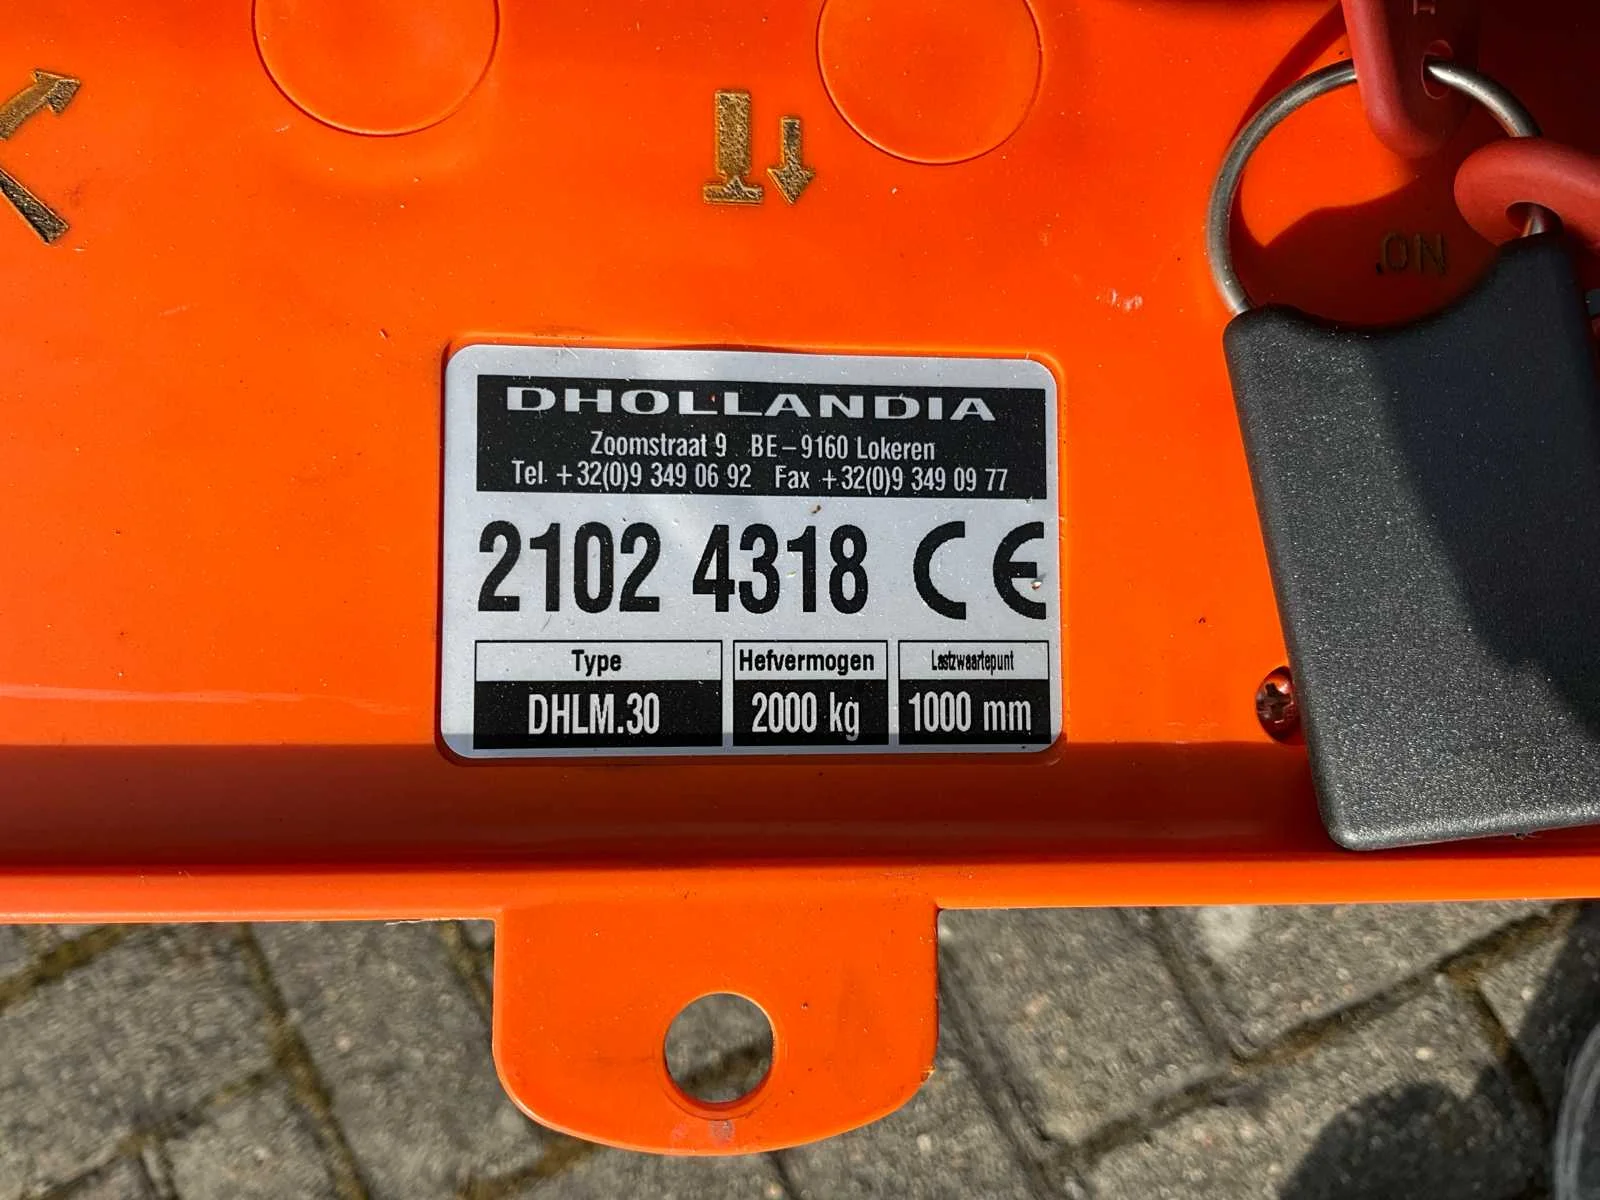 ON
DHOLLANDIA
Zoomstraat 9 BE-9160 Lokeren
Tel. +32(0)9 349 06 92 Fax +32(0)9 349 09 77
2102 4318 CE
Type Hefvermogen Lastzwaartepunt
DHLM.30 2000 kg 1000 mm